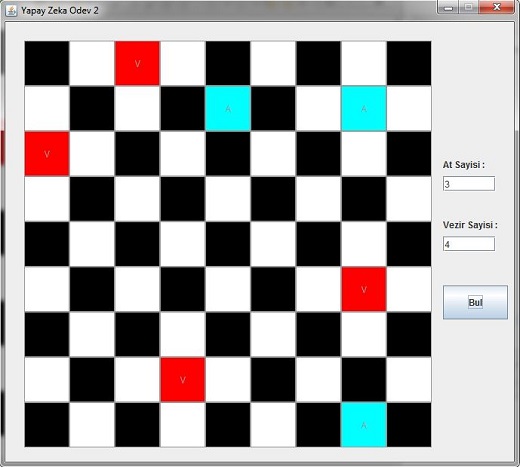 Yapay Zeka Odev 2
V
A A
V
At Sayisi :
3
Vezir Sayisi :
4
V
Bul
V
A